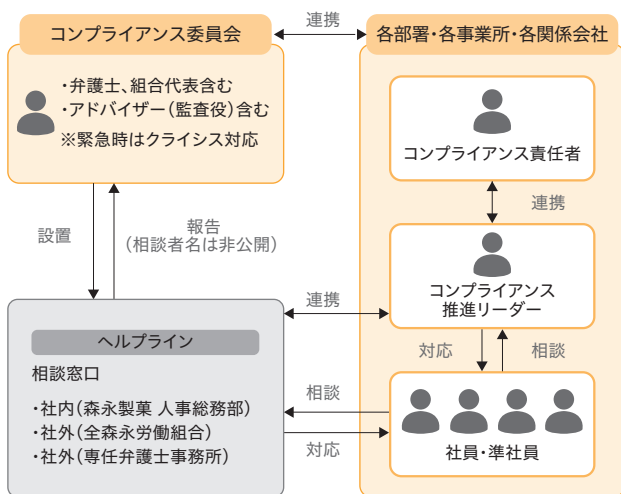 コンプライアンス委員会
・弁護士、組合代表含む
・アドバイザー（監査役）含む
※緊急時はクライシス対応
連携
各部署・各事業所・各関係会社
コンプライアンス責任者
連携
コンプライアンス
推進リーダー
設置
報告
（相談者名は非公開）
連携
対応
相談
ヘルプライン
相談窓口
・社内（森永製菓 人事総務部）
・社外（全森永労働組合）
・社外（専任弁護士事務所）
相談
対応
社員・準社員